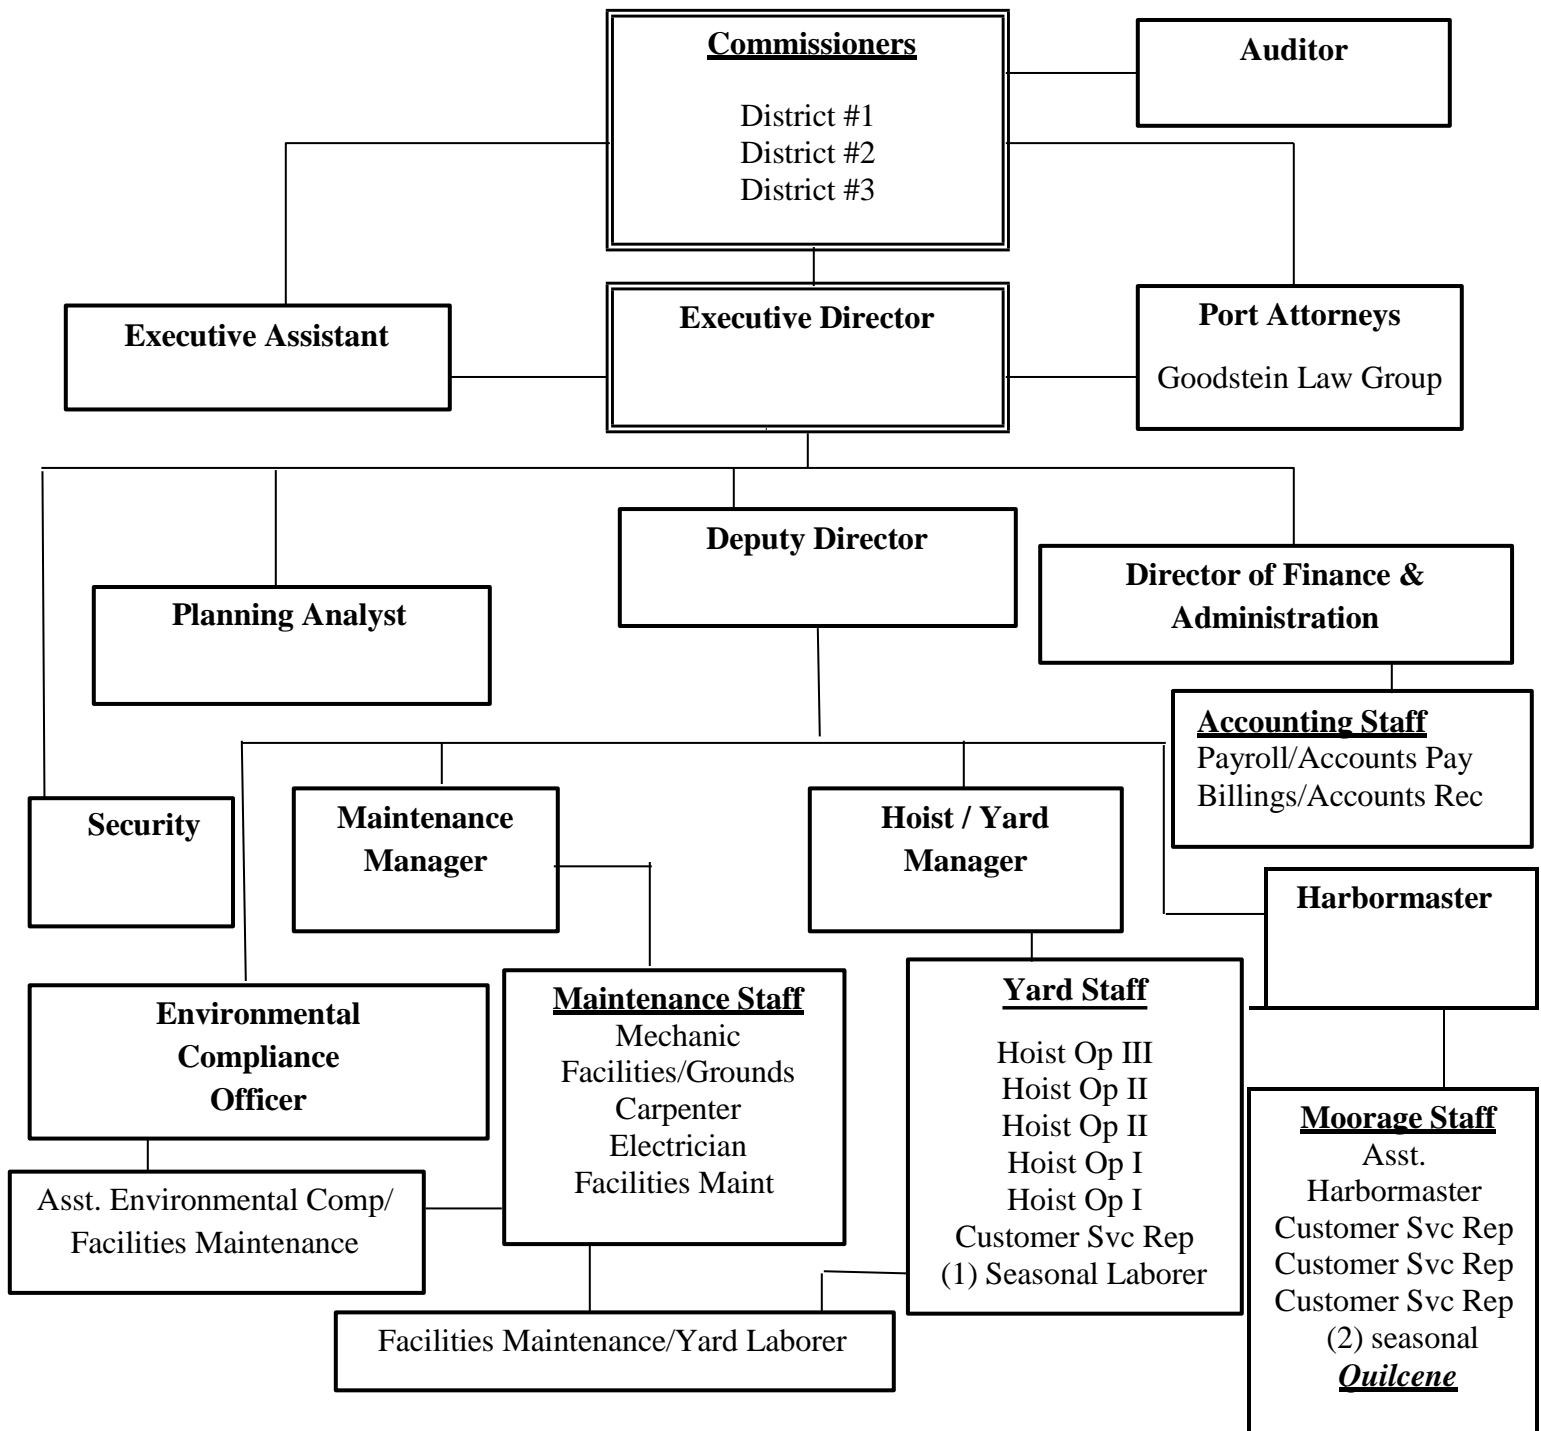 Commissioners
District #1
District #2
District #3
Auditor
Executive Assistant
Executive Director
Port Attorneys
Goodstein Law Group
Deputy Director
Director of Finance &
Administration
Planning Analyst
Accounting Staff
Payroll/Accounts Pay
Billings/Accounts Rec
Security
Maintenance
Manager
Hoist / Yard
Manager
Harbormaster
Environmental
Compliance
Officer
Maintenance Staff
Mechanic
Facilities/Grounds
Carpenter
Electrician
Facilities Maint
Yard Staff
Hoist Op III
Hoist Op II
Hoist Op II
Hoist Op I
Hoist Op I
Customer Svc Rep
(1) Seasonal Laborer
Moorage Staff
Asst.
Harbormaster
Customer Svc Rep
Customer Svc Rep
Customer Svc Rep
(2) seasonal
Quilcene
Asst. Environmental Comp/
Facilities Maintenance
Facilities Maintenance/Yard Laborer